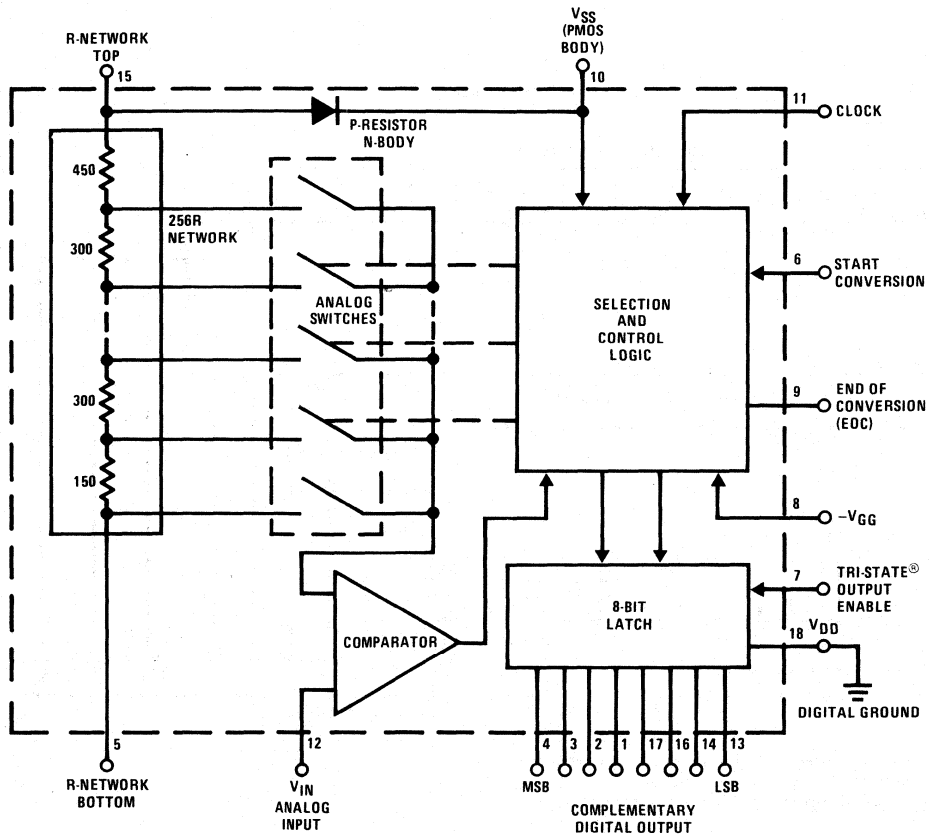 R-NETWORK
TOP
15
VSS
(PMOS
BODY)
10
11
CLOCK
P-RESISTOR
N-BODY
450
256R
NETWORK
300
ANALOG
SWITCHES
SELECTION
AND
CONTROL
LOGIC
6
START
CONVERSION
300
9
END OF
CONVERSION
(EOC)
150
8
-VGG
7
TRI-STATE®
OUTPUT
ENABLE
8-BIT
LATCH
18
VDD
COMPARATOR
DIGITAL GROUND
5
R-NETWORK
BOTTOM
12
VIN
ANALOG
INPUT
4
3
2
1
17
16
14
13
MSB
LSB
COMPLEMENTARY
DIGITAL OUTPUT